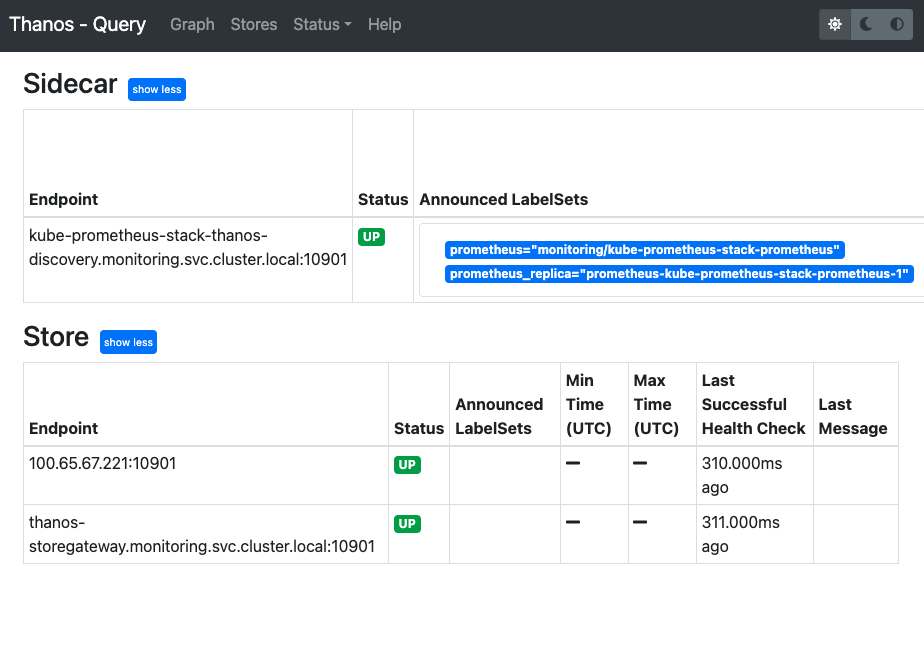 Thanos - Query Graph Stores Status Help
Sidecar show less
Endpoint Status Announced LabelSets
kube-prometheus-stack-thanos-
discovery.monitoring.svc.cluster.local:10901
UP
prometheus="monitoring/kube-prometheus-stack-prometheus"
prometheus_replica="prometheus-kube-prometheus-stack-prometheus-1"
Store show less
Endpoint
Status
Announced
LabelSets
Min
Time
(UTC)
Max
Time
(UTC)
Last
Successful
Health Check
Last
Message
100.65.67.221:10901
UP
310.000ms
ago
thanos-
storegateway.monitoring.svc.cluster.local:10901
UP
311.000ms
ago